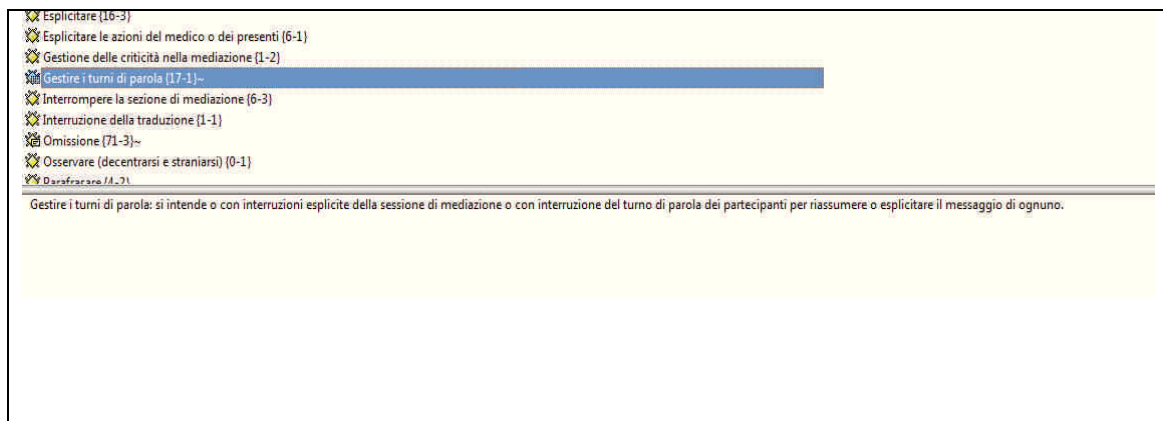 Esplicitare {16-3}
Esplicitare le azioni del medico o dei presenti {6-1}
Gestione delle criticità nella mediazione {1-2}
Gestire i turni di parola {17-1}~
Interrompere la sezione di mediazione {6-3}
Interruzione della traduzione {1-1}
Omissione {71-3}~
Osservare (decentrarsi e straniarsi) {0-1}
Parafrasare {4-2}
Gestire i turni di parola: si intende o con interruzioni esplicite della sessione di mediazione o con interruzione del turno di parola dei partecipanti per riassumere o esplicitare il messaggio di ognuno.